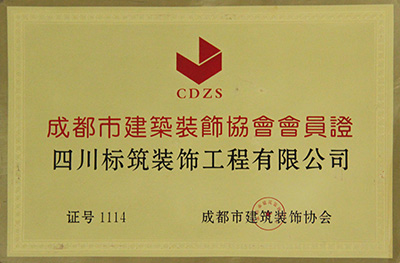 CDZS
成都市建築裝飾協會會員證
四川标筑装饰工程有限公司
证号 1114
成都市建筑装饰协会